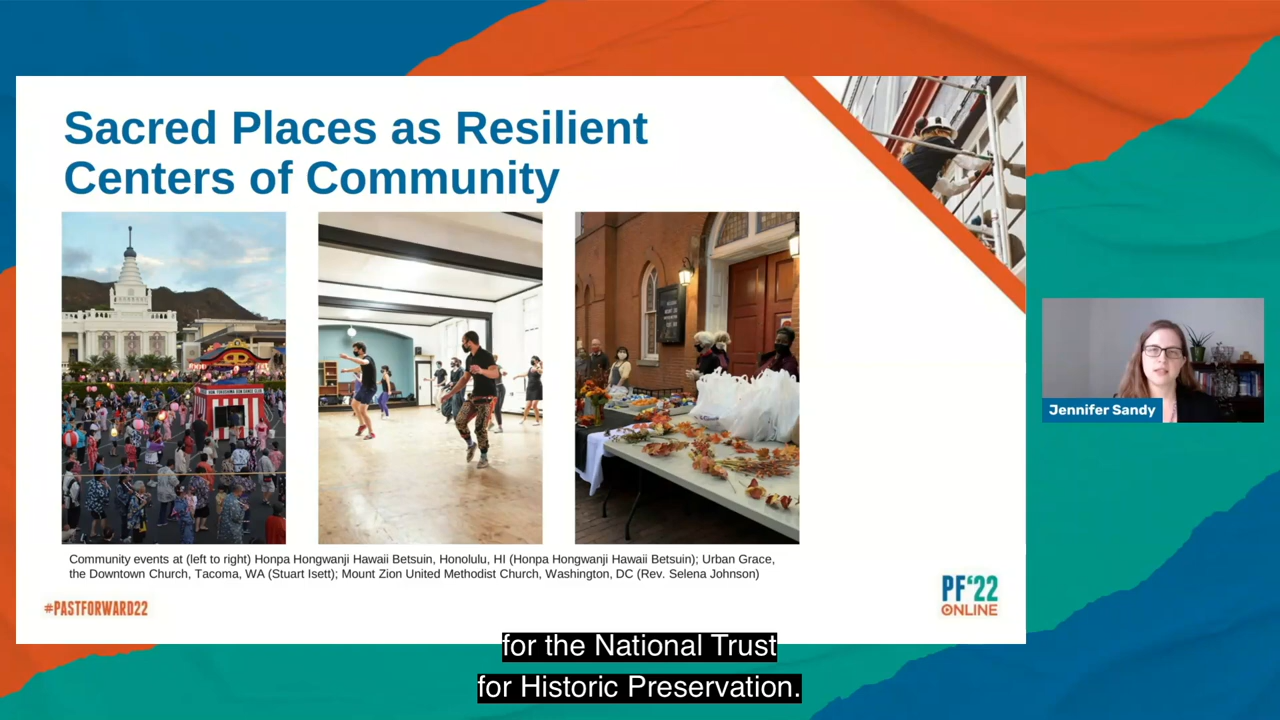 Sacred Places as Resilient
Centers of Community
Community events at (left to right) Honpa Hongwanji Hawaii Betsuin, Honolulu, HI (Honpa Hongwanji Hawaii Betsuin); Urban Grace,
the Downtown Church, Tacoma, WA (Stuart Isett); Mount Zion United Methodist Church, Washington, DC (Rev. Selena Johnson)
#PASTFORWARD22
PF‘22
ONLINE
Jennifer Sandy
for the National Trust
for Historic Preservation.